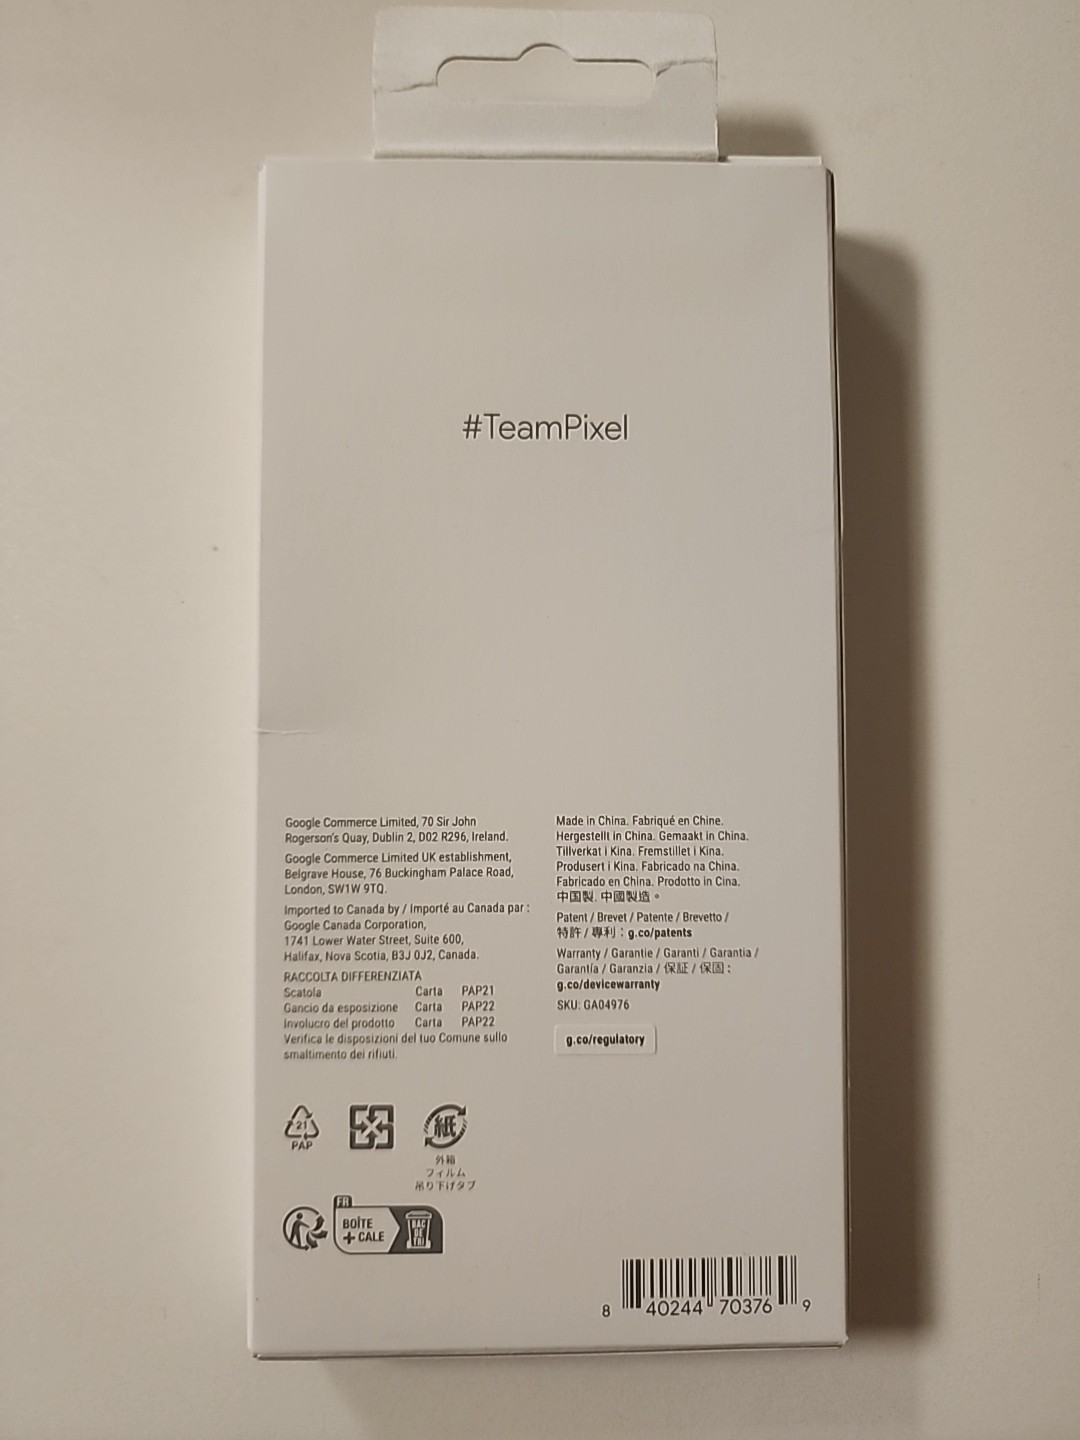 #TeamPixel
Google Commerce Limited, 70 Sir John
Rogerson's Quay, Dublin 2, D02 R296, Ireland.
Google Commerce Limited UK establishment,
Belgrave House, 76 Buckingham Palace Road,
London, SW1W 9TQ.
Imported to Canada by / Importé au Canada par :
Google Canada Corporation,
1741 Lower Water Street, Suite 600,
Halifax, Nova Scotia, B3J 0J2, Canada.
RACCOLTA DIFFERENZIATA
Scatola Carta PAP21
Gancio da esposizione Carta PAP22
Involucro del prodotto Carta PAP22
Verifica le disposizioni del tuo Comune sullo
smaltimento dei rifiuti.
Made in China. Fabriqué en Chine.
Hergestellt in China. Gemaakt in China.
Tillverkat i Kina. Fremstillet i Kina.
Produsert i Kina. Fabricado na China.
Fabricado en China. Prodotto in Cina.
中国製. 中國製造。
Patent / Brevet / Patente / Brevetto /
特許 / 專利：g.co/patents
Warranty / Garantie / Garanti / Garantia /
Garantía / Garanzia / 保証 / 保固：
g.co/devicewarranty
SKU: GA04976
g.co/regulatory
21
PAP
紙
外箱
フィルム
吊り下げタブ
FR
BOÎTE
+ CALE
BAC
DE
TRI
8 40244 70376 9